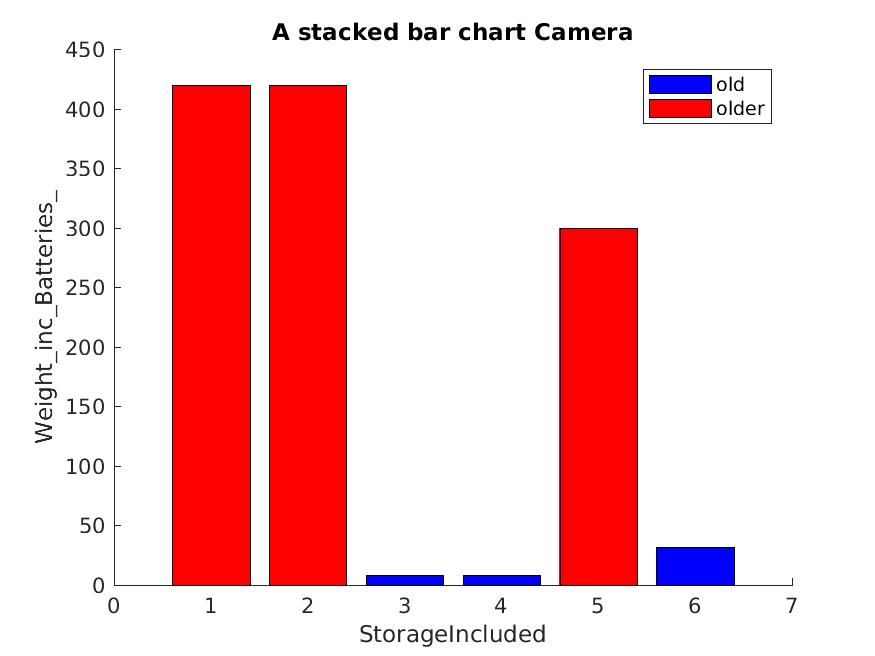 A stacked bar chart Camera
450
400
350
300
250
200
150
100
50
0
Weight_inc_Batteries_
old
older
0 1 2 3 4 5 6 7
StorageIncluded